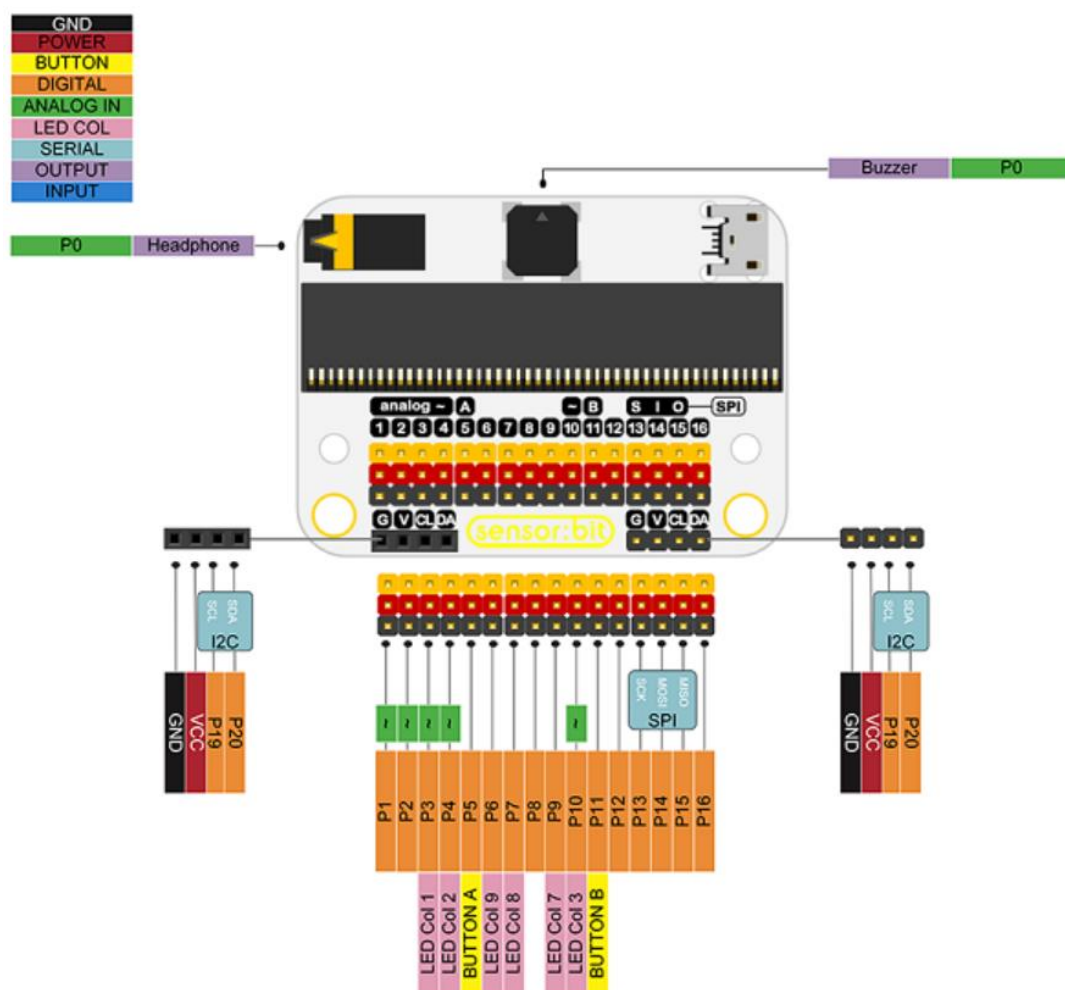 GND
POWER
BUTTON
DIGITAL
ANALOG IN
LED COL
SERIAL
OUTPUT
INPUT
Buzzer P0
P0 Headphone
analog ~ A ~ B S I O SPI
1 2 3 4 5 6 7 8 9 10 11 12 13 14 15 16
G V CL DA sensor:bit G V CL DA
SCL SDA
I2C
GND VCC P19 P20
SCK MOSI MISO
SPI
~ ~ ~ ~ ~
P1 P2 P3 P4 P5 P6 P7 P8 P9 P10 P11 P12 P13 P14 P15 P16
LED Col 1 LED Col 2 BUTTON A LED Col 9 LED Col 8 LED Col 7 LED Col 3 BUTTON B
SCL SDA
I2C
GND VCC P19 P20